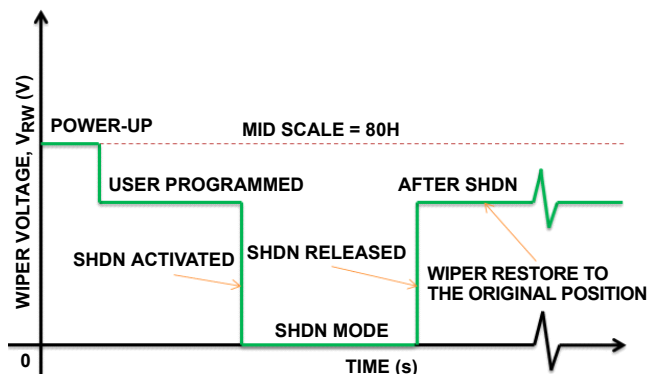 WIPER VOLTAGE, VRW (V)
POWER-UP
MID SCALE = 80H
USER PROGRAMMED
AFTER SHDN
SHDN ACTIVATED
SHDN RELEASED
WIPER RESTORE TO
THE ORIGINAL POSITION
SHDN MODE
0
TIME (s)